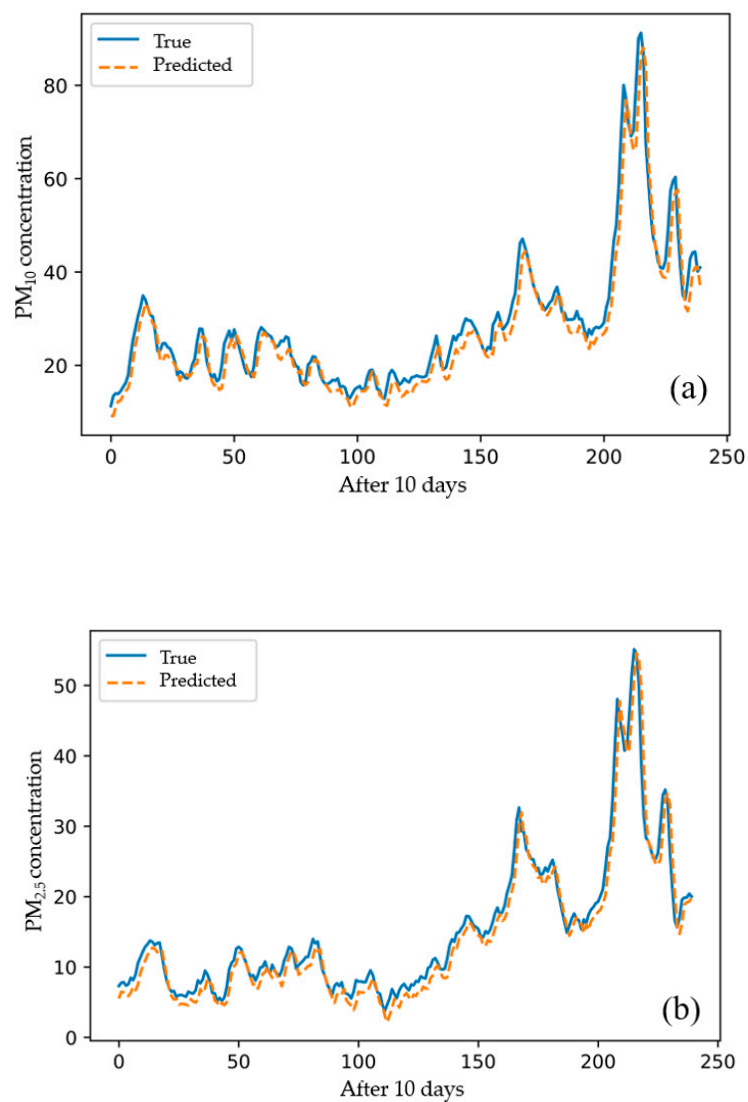 True
Predicted
80
60
40
20
PM10 concentration
(a)
0 50 100 150 200 250
After 10 days
True
Predicted
50
40
30
20
10
0
PM2.5 concentration
(b)
0 50 100 150 200 250
After 10 days